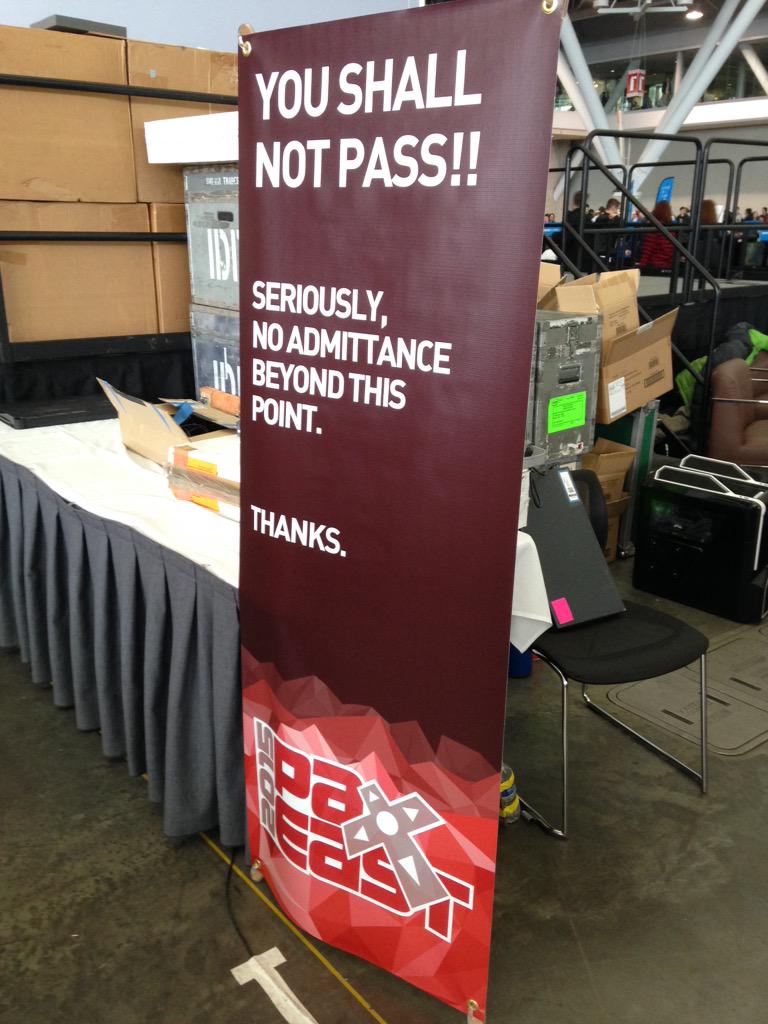 YOU SHALL
NOT PASS!!
SERIOUSLY,
NO ADMITTANCE
BEYOND THIS
POINT.
THANKS.
2015
pax
east